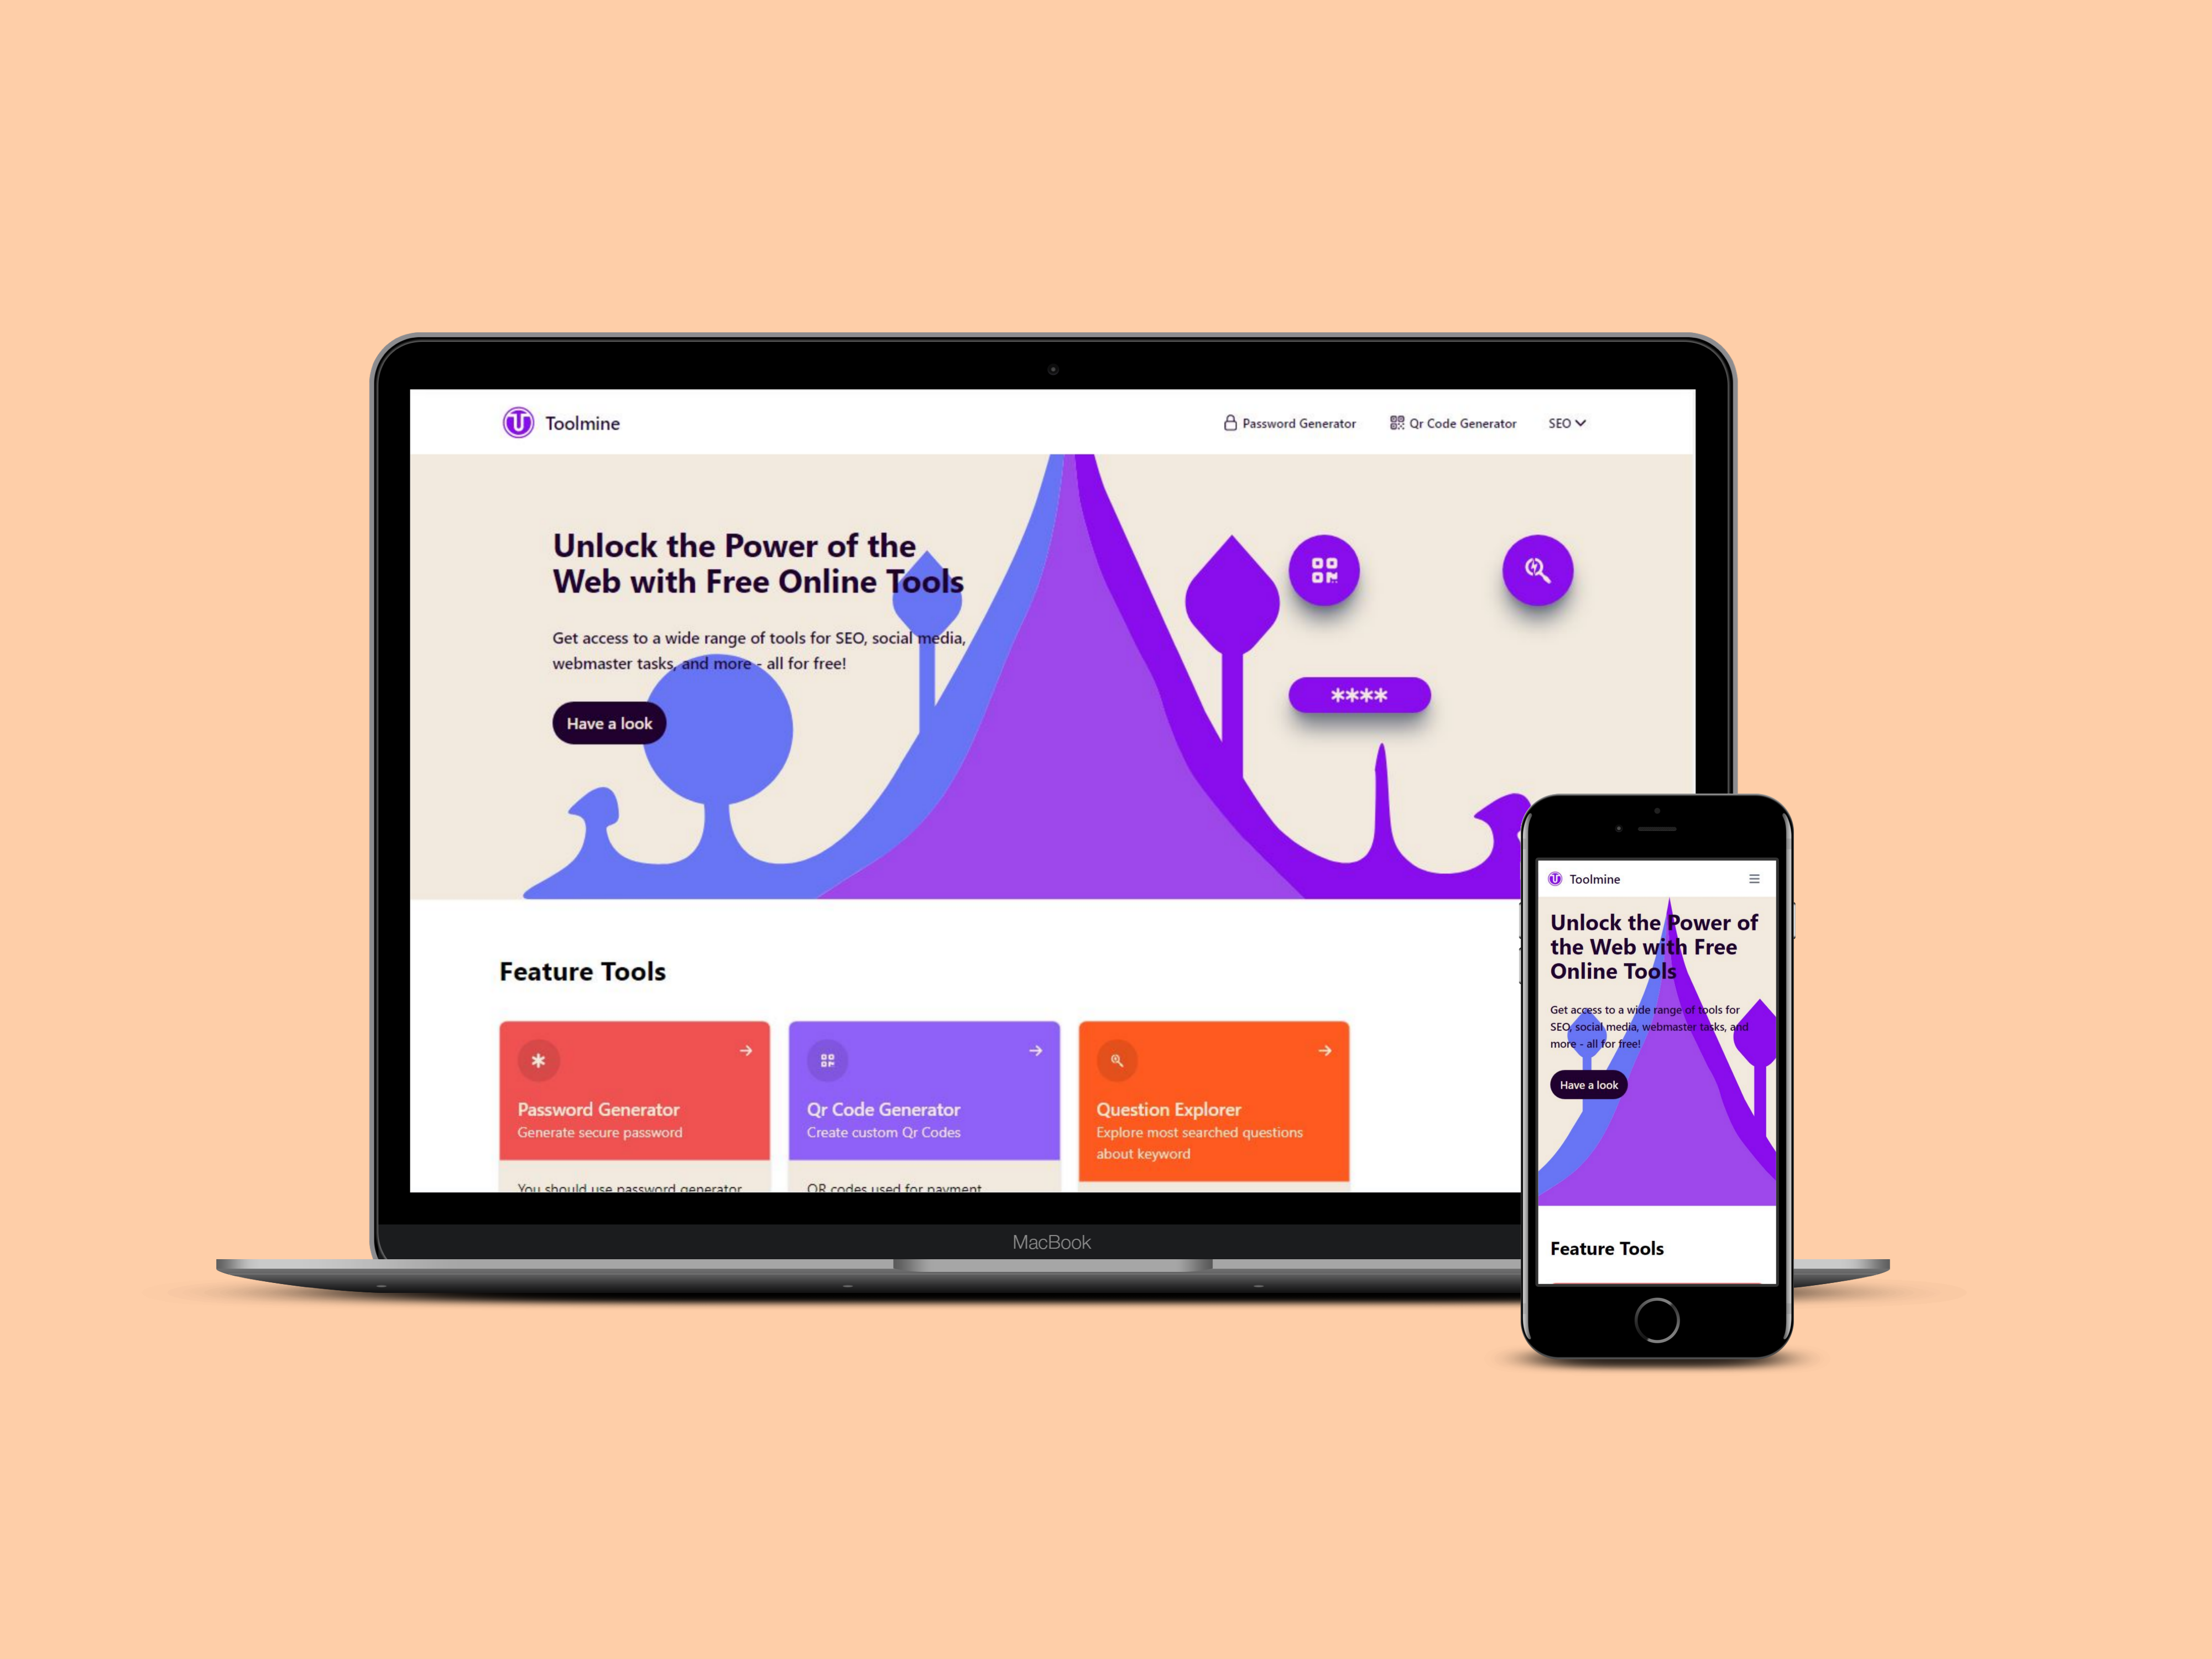 Toolmine
Password Generator
Qr Code Generator
SEO
Unlock the Power of the
Web with Free Online Tools
Get access to a wide range of tools for SEO, social media,
webmaster tasks, and more - all for free!
Have a look
****
Feature Tools
Password Generator
Generate secure password
You should use password generator
Qr Code Generator
Create custom Qr Codes
QR codes used for payment
Question Explorer
Explore most searched questions
about keyword
MacBook
Toolmine
Unlock the Power of
the Web with Free
Online Tools
Get access to a wide range of tools for
SEO, social media, webmaster tasks, and
more - all for free!
Have a look
Feature Tools